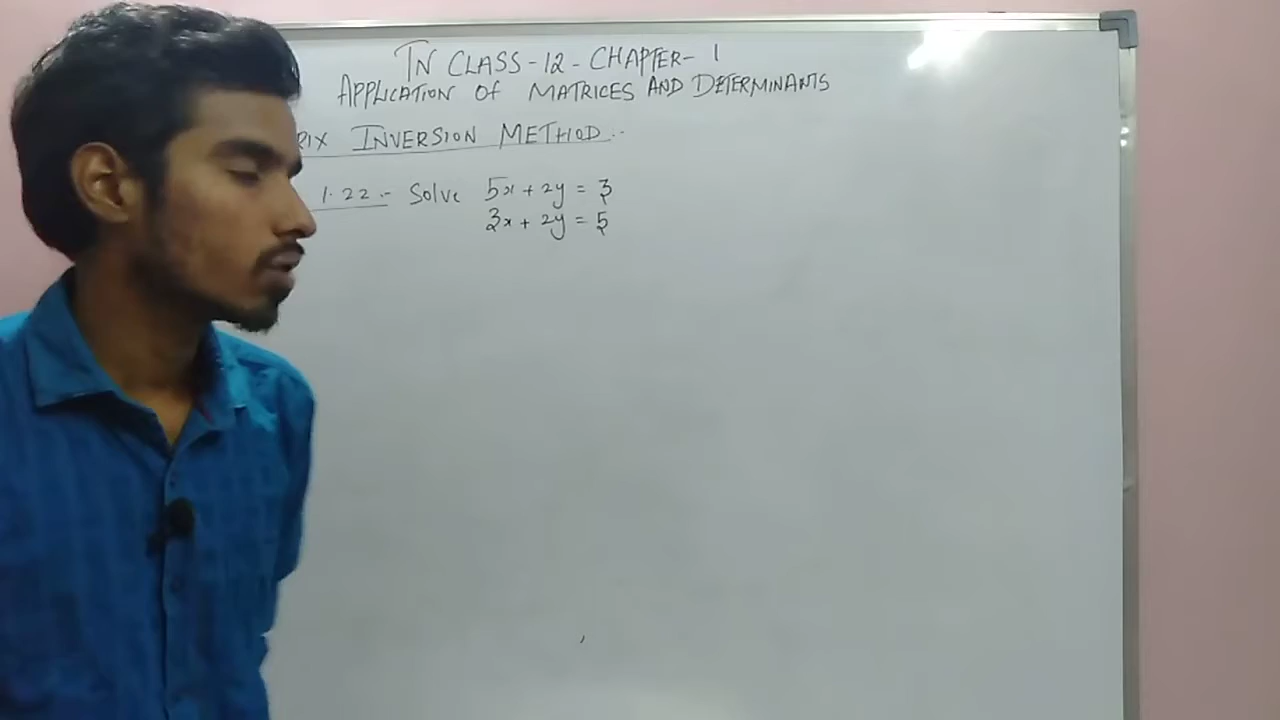 TN CLASS-12-CHAPTER-1
APPLICATION OF MATRICES AND DETERMINANTS
RIX INVERSION METHOD..
1.22 :- Solve 5x + 2y = 3
3x + 2y = 5